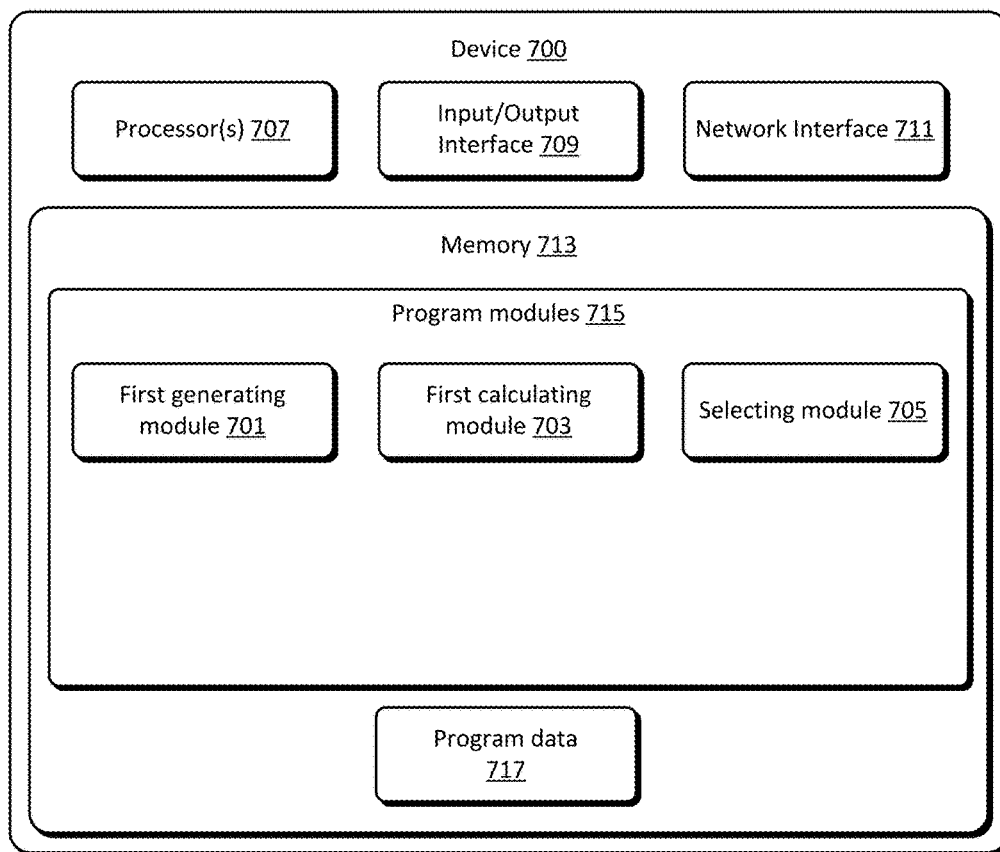 Device 700
Processor(s) 707
Input/Output
Interface 709
Network Interface 711
Memory 713
Program modules 715
First generating
module 701
First calculating
module 703
Selecting module 705
Program data
717